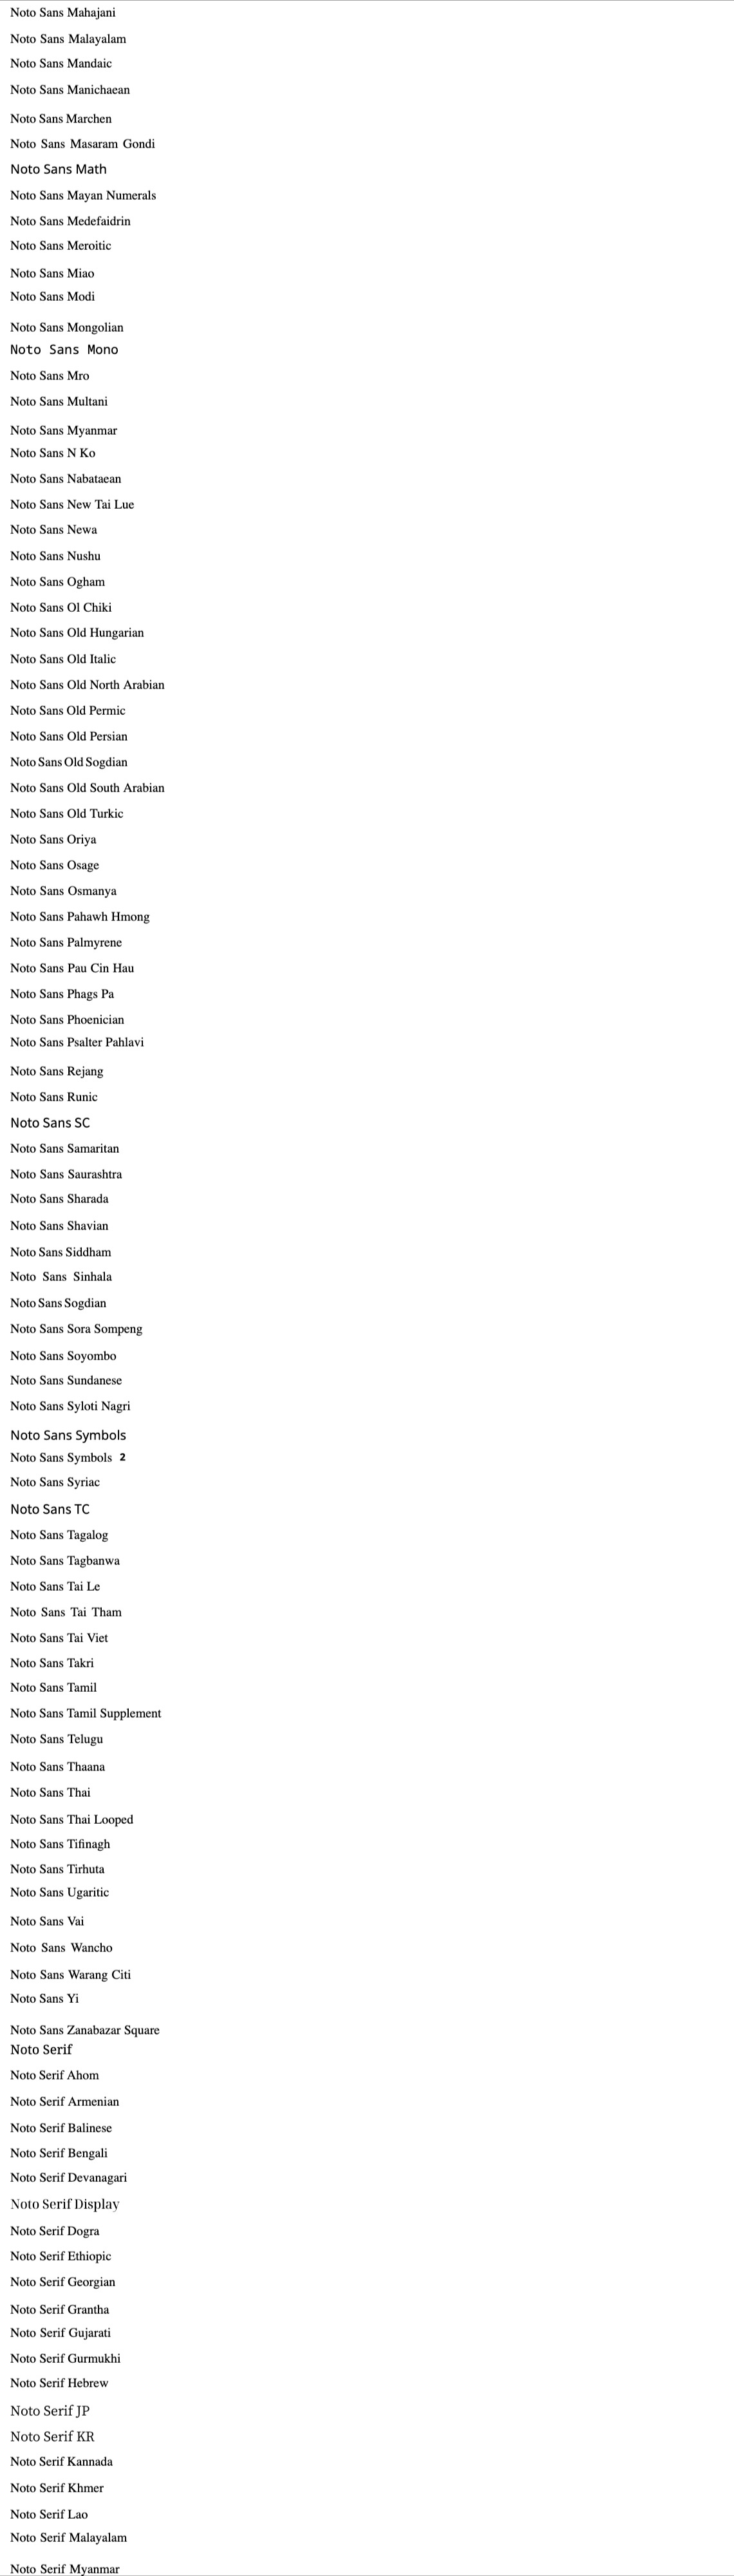 Noto Sans Mahajani
Noto Sans Malayalam
Noto Sans Mandaic
Noto Sans Manichaean
Noto Sans Marchen
Noto Sans Masaram Gondi
Noto Sans Math
Noto Sans Mayan Numerals
Noto Sans Medefaidrin
Noto Sans Meroitic
Noto Sans Miao
Noto Sans Modi
Noto Sans Mongolian
Noto Sans Mono
Noto Sans Mro
Noto Sans Multani
Noto Sans Myanmar
Noto Sans N Ko
Noto Sans Nabataean
Noto Sans New Tai Lue
Noto Sans Newa
Noto Sans Nushu
Noto Sans Ogham
Noto Sans Ol Chiki
Noto Sans Old Hungarian
Noto Sans Old Italic
Noto Sans Old North Arabian
Noto Sans Old Permic
Noto Sans Old Persian
Noto Sans Old Sogdian
Noto Sans Old South Arabian
Noto Sans Old Turkic
Noto Sans Oriya
Noto Sans Osage
Noto Sans Osmanya
Noto Sans Pahawh Hmong
Noto Sans Palmyrene
Noto Sans Pau Cin Hau
Noto Sans Phags Pa
Noto Sans Phoenician
Noto Sans Psalter Pahlavi
Noto Sans Rejang
Noto Sans Runic
Noto Sans SC
Noto Sans Samaritan
Noto Sans Saurashtra
Noto Sans Sharada
Noto Sans Shavian
Noto Sans Siddham
Noto Sans Sinhala
Noto Sans Sogdian
Noto Sans Sora Sompeng
Noto Sans Soyombo
Noto Sans Sundanese
Noto Sans Syloti Nagri
Noto Sans Symbols
Noto Sans Symbols 2
Noto Sans Syriac
Noto Sans TC
Noto Sans Tagalog
Noto Sans Tagbanwa
Noto Sans Tai Le
Noto Sans Tai Tham
Noto Sans Tai Viet
Noto Sans Takri
Noto Sans Tamil
Noto Sans Tamil Supplement
Noto Sans Telugu
Noto Sans Thaana
Noto Sans Thai
Noto Sans Thai Looped
Noto Sans Tifinagh
Noto Sans Tirhuta
Noto Sans Ugaritic
Noto Sans Vai
Noto Sans Wancho
Noto Sans Warang Citi
Noto Sans Yi
Noto Sans Zanabazar Square
Noto Serif
Noto Serif Ahom
Noto Serif Armenian
Noto Serif Balinese
Noto Serif Bengali
Noto Serif Devanagari
Noto Serif Display
Noto Serif Dogra
Noto Serif Ethiopic
Noto Serif Georgian
Noto Serif Grantha
Noto Serif Gujarati
Noto Serif Gurmukhi
Noto Serif Hebrew
Noto Serif JP
Noto Serif KR
Noto Serif Kannada
Noto Serif Khmer
Noto Serif Lao
Noto Serif Malayalam
Noto Serif Myanmar